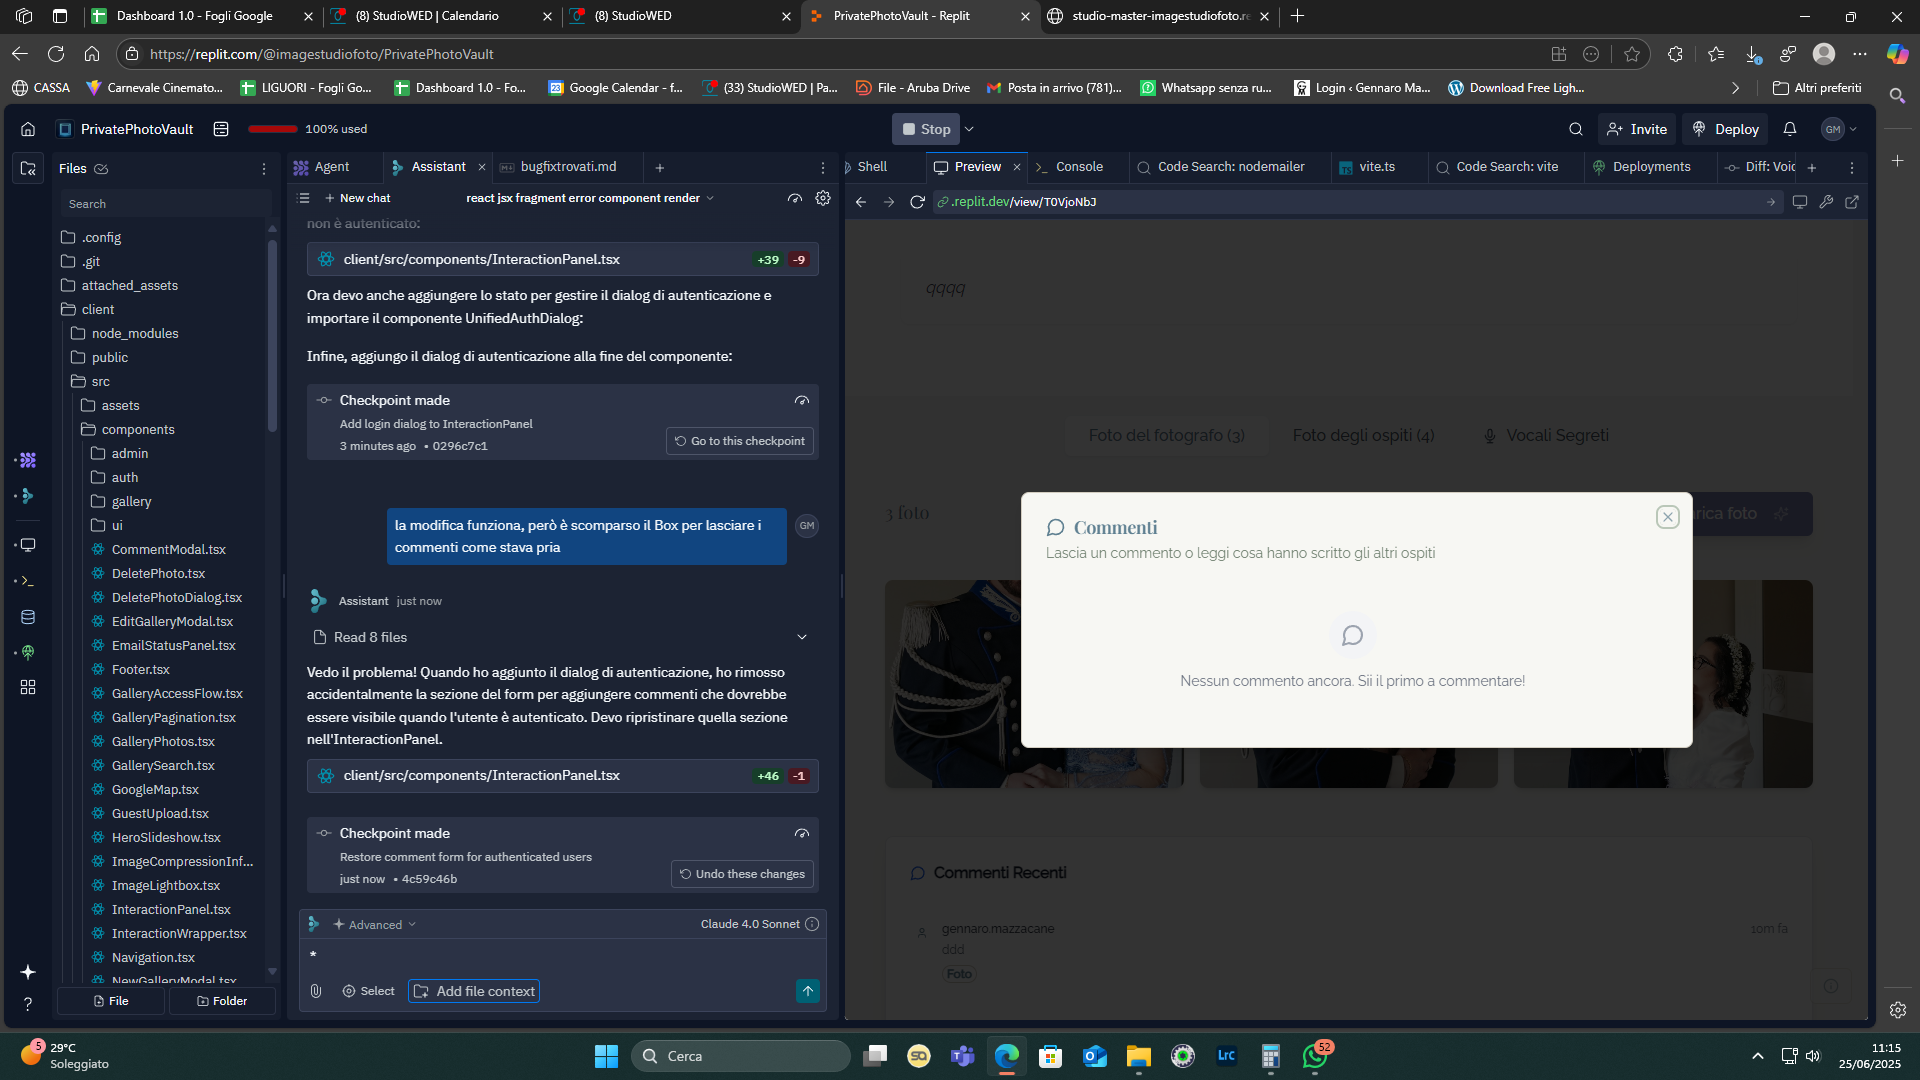 Dashboard 1.0 - Fogli Google
(8) StudioWED | Calendario
(8) StudioWED
PrivatePhotoVault - Replit
studio-master-imagestudiofoto.re
https://replit.com/@imagestudiofoto/PrivatePhotoVault
CASSA
Carnevale Cinemato...
LIGUORI - Fogli Go...
Dashboard 1.0 - Fo...
Google Calendar - f...
(33) StudioWED | Pa...
File - Aruba Drive
Posta in arrivo (781)...
Whatsapp senza ru...
Login ‹ Gennaro Ma...
Download Free Ligh...
Altri preferiti
PrivatePhotoVault
100% used
Stop
Invite
Deploy
GM
Files
Search
.config
.git
attached_assets
client
node_modules
public
src
assets
components
admin
auth
gallery
ui
CommentModal.tsx
DeletePhoto.tsx
DeletePhotoDialog.tsx
EditGalleryModal.tsx
EmailStatusPanel.tsx
Footer.tsx
GalleryAccessFlow.tsx
GalleryPagination.tsx
GalleryPhotos.tsx
GallerySearch.tsx
GoogleMap.tsx
GuestUpload.tsx
HeroSlideshow.tsx
ImageCompressionInf...
ImageLightbox.tsx
InteractionPanel.tsx
InteractionWrapper.tsx
Navigation.tsx
NewGalleryModal.tsx
File
Folder
Agent
Assistant
bugfixtrovati.md
New chat
react jsx fragment error component render
non è autenticato:
client/src/components/InteractionPanel.tsx
+39 -9
Ora devo anche aggiungere lo stato per gestire il dialog di autenticazione e
importare il componente UnifiedAuthDialog:
Infine, aggiungo il dialog di autenticazione alla fine del componente:
Checkpoint made
Add login dialog to InteractionPanel
3 minutes ago • 0296c7c1
Go to this checkpoint
la modifica funziona, però è scomparso il Box per lasciare i
commenti come stava pria
GM
Assistant just now
Read 8 files
Vedo il problema! Quando ho aggiunto il dialog di autenticazione, ho rimosso
accidentalmente la sezione del form per aggiungere commenti che dovrebbe
essere visibile quando l'utente è autenticato. Devo ripristinare quella sezione
nell'InteractionPanel.
client/src/components/InteractionPanel.tsx
+46 -1
Checkpoint made
Restore comment form for authenticated users
just now • 4c59c46b
Undo these changes
Advanced
Claude 4.0 Sonnet
*
Select
Add file context
Shell
Preview
Console
Code Search: nodemailer
vite.ts
Code Search: vite
Deployments
Diff: Voic
.replit.dev/view/T0VjoNbJ
qqqq
Foto del fotografo (3)
Foto degli ospiti (4)
Vocali Segreti
3 foto
rica foto
Commenti
Lascia un commento o leggi cosa hanno scritto gli altri ospiti
Nessun commento ancora. Sii il primo a commentare!
Commenti Recenti
gennaro.mazzacane
10m fa
ddd
Foto
5
29°C
Soleggiato
Cerca
LrC
52
11:15
25/06/2025